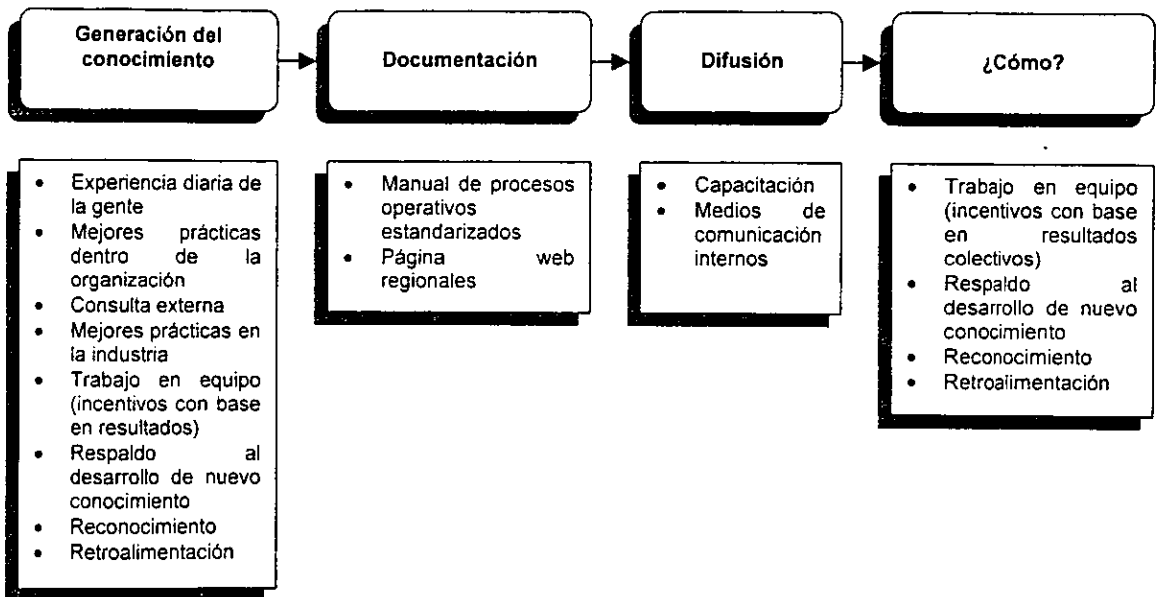 Generación del
conocimiento
Documentación
Difusión
¿Cómo?
• Experiencia diaria de
la gente
• Mejores prácticas
dentro de la
organización
• Consulta externa
• Mejores prácticas en
la industria
• Trabajo en equipo
(incentivos con base
en resultados)
• Respaldo al
desarrollo de nuevo
conocimiento
• Reconocimiento
• Retroalimentación
• Manual de procesos
operativos
estandarizados
• Página web
regionales
• Capacitación
• Medios de
comunicación
internos
• Trabajo en equipo
(incentivos con base
en resultados
colectivos)
• Respaldo al
desarrollo de nuevo
conocimiento
• Reconocimiento
• Retroalimentación